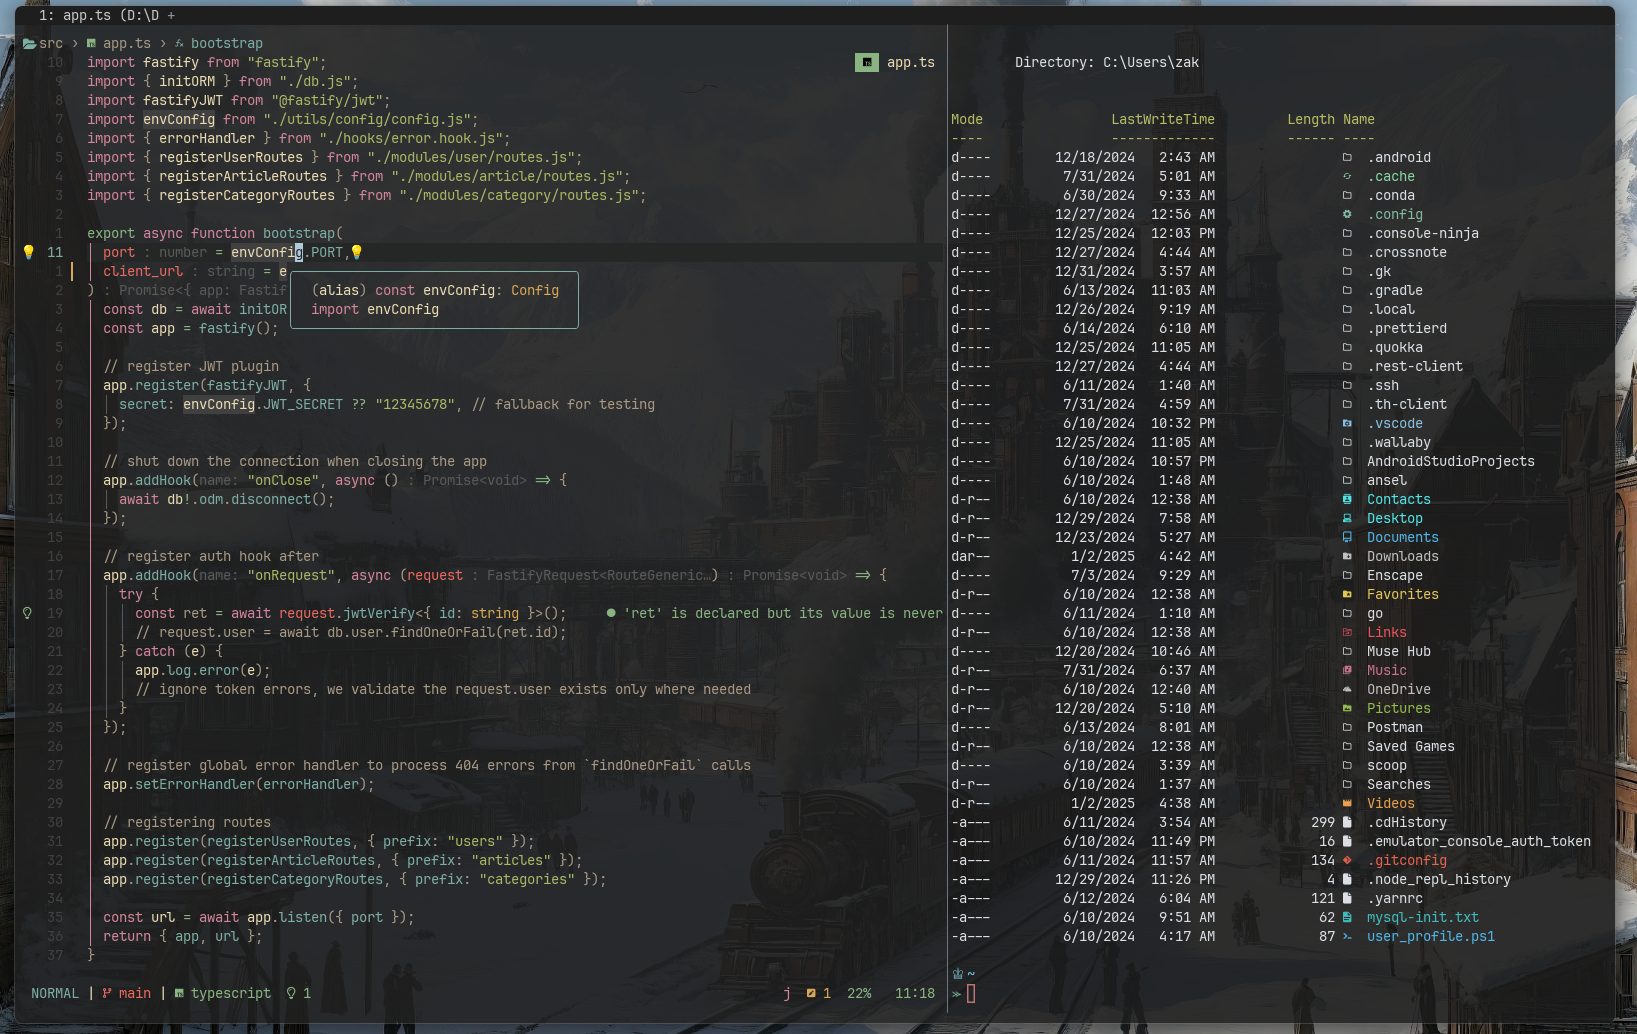 1: app.ts (D:\D +
src › app.ts › bootstrap
10 import fastify from "fastify";
app.ts
9 import { initORM } from "./db.js";
8 import fastifyJWT from "@fastify/jwt";
7 import envConfig from "./utils/config/config.js";
6 import { errorHandler } from "./hooks/error.hook.js";
5 import { registerUserRoutes } from "./modules/user/routes.js";
4 import { registerArticleRoutes } from "./modules/article/routes.js";
3 import { registerCategoryRoutes } from "./modules/category/routes.js";
2
1 export async function bootstrap(
11 port : number = envConfig.PORT,
1 client_url : string = e
2 ) : Promise<{ app: Fastif
(alias) const envConfig: Config
import envConfig
3 const db = await initOR
4 const app = fastify();
5
6 // register JWT plugin
7 app.register(fastifyJWT, {
8 secret: envConfig.JWT_SECRET ?? "12345678", // fallback for testing
9 });
10
11 // shut down the connection when closing the app
12 app.addHook(name: "onClose", async () : Promise<void> => {
13 await db!.odm.disconnect();
14 });
15
16 // register auth hook after
17 app.addHook(name: "onRequest", async (request : FastifyRequest<RouteGeneric…) : Promise<void> => {
18 try {
19 const ret = await request.jwtVerify<{ id: string }>(); ● 'ret' is declared but its value is never
20 // request.user = await db.user.findOneOrFail(ret.id);
21 } catch (e) {
22 app.log.error(e);
23 // ignore token errors, we validate the request.user exists only where needed
24 }
25 });
26
27 // register global error handler to process 404 errors from `findOneOrFail` calls
28 app.setErrorHandler(errorHandler);
29
30 // registering routes
31 app.register(registerUserRoutes, { prefix: "users" });
32 app.register(registerArticleRoutes, { prefix: "articles" });
33 app.register(registerCategoryRoutes, { prefix: "categories" });
34
35 const url = await app.listen({ port });
36 return { app, url };
37 }
NORMAL | main | typescript 1 j 1 22% 11:18
Directory: C:\Users\zak
Mode LastWriteTime Length Name
---- ------------- ------ ----
d---- 12/18/2024 2:43 AM .android
d---- 7/31/2024 5:01 AM .cache
d---- 6/30/2024 9:33 AM .conda
d---- 12/27/2024 12:56 AM .config
d---- 12/25/2024 12:03 PM .console-ninja
d---- 12/27/2024 4:44 AM .crossnote
d---- 12/31/2024 3:57 AM .gk
d---- 6/13/2024 11:03 AM .gradle
d---- 12/26/2024 9:19 AM .local
d---- 6/14/2024 6:10 AM .prettierd
d---- 12/25/2024 11:05 AM .quokka
d---- 12/27/2024 4:44 AM .rest-client
d---- 6/11/2024 1:40 AM .ssh
d---- 7/31/2024 4:59 AM .th-client
d---- 6/10/2024 10:32 PM .vscode
d---- 12/25/2024 11:05 AM .wallaby
d---- 6/10/2024 10:57 PM AndroidStudioProjects
d---- 6/10/2024 1:48 AM ansel
d-r-- 6/10/2024 12:38 AM Contacts
d-r-- 12/29/2024 7:58 AM Desktop
d-r-- 12/23/2024 5:27 AM Documents
dar-- 1/2/2025 4:42 AM Downloads
d---- 7/3/2024 9:29 AM Enscape
d-r-- 6/10/2024 12:38 AM Favorites
d---- 6/11/2024 1:10 AM go
d-r-- 6/10/2024 12:38 AM Links
d---- 12/20/2024 10:46 AM Muse Hub
d-r-- 7/31/2024 6:37 AM Music
d-r-- 6/10/2024 12:40 AM OneDrive
d-r-- 12/20/2024 5:10 AM Pictures
d---- 6/13/2024 8:01 AM Postman
d-r-- 6/10/2024 12:38 AM Saved Games
d---- 6/10/2024 3:39 AM scoop
d-r-- 6/10/2024 1:37 AM Searches
d-r-- 1/2/2025 4:38 AM Videos
-a--- 6/11/2024 3:54 AM 299 .cdHistory
-a--- 6/10/2024 11:49 PM 16 .emulator_console_auth_token
-a--- 6/11/2024 11:57 AM 134 .gitconfig
-a--- 12/29/2024 11:26 PM 4 .node_repl_history
-a--- 6/12/2024 6:04 AM 121 .yarnrc
-a--- 6/10/2024 9:51 AM 62 mysql-init.txt
-a--- 6/10/2024 4:17 AM 87 user_profile.ps1
~